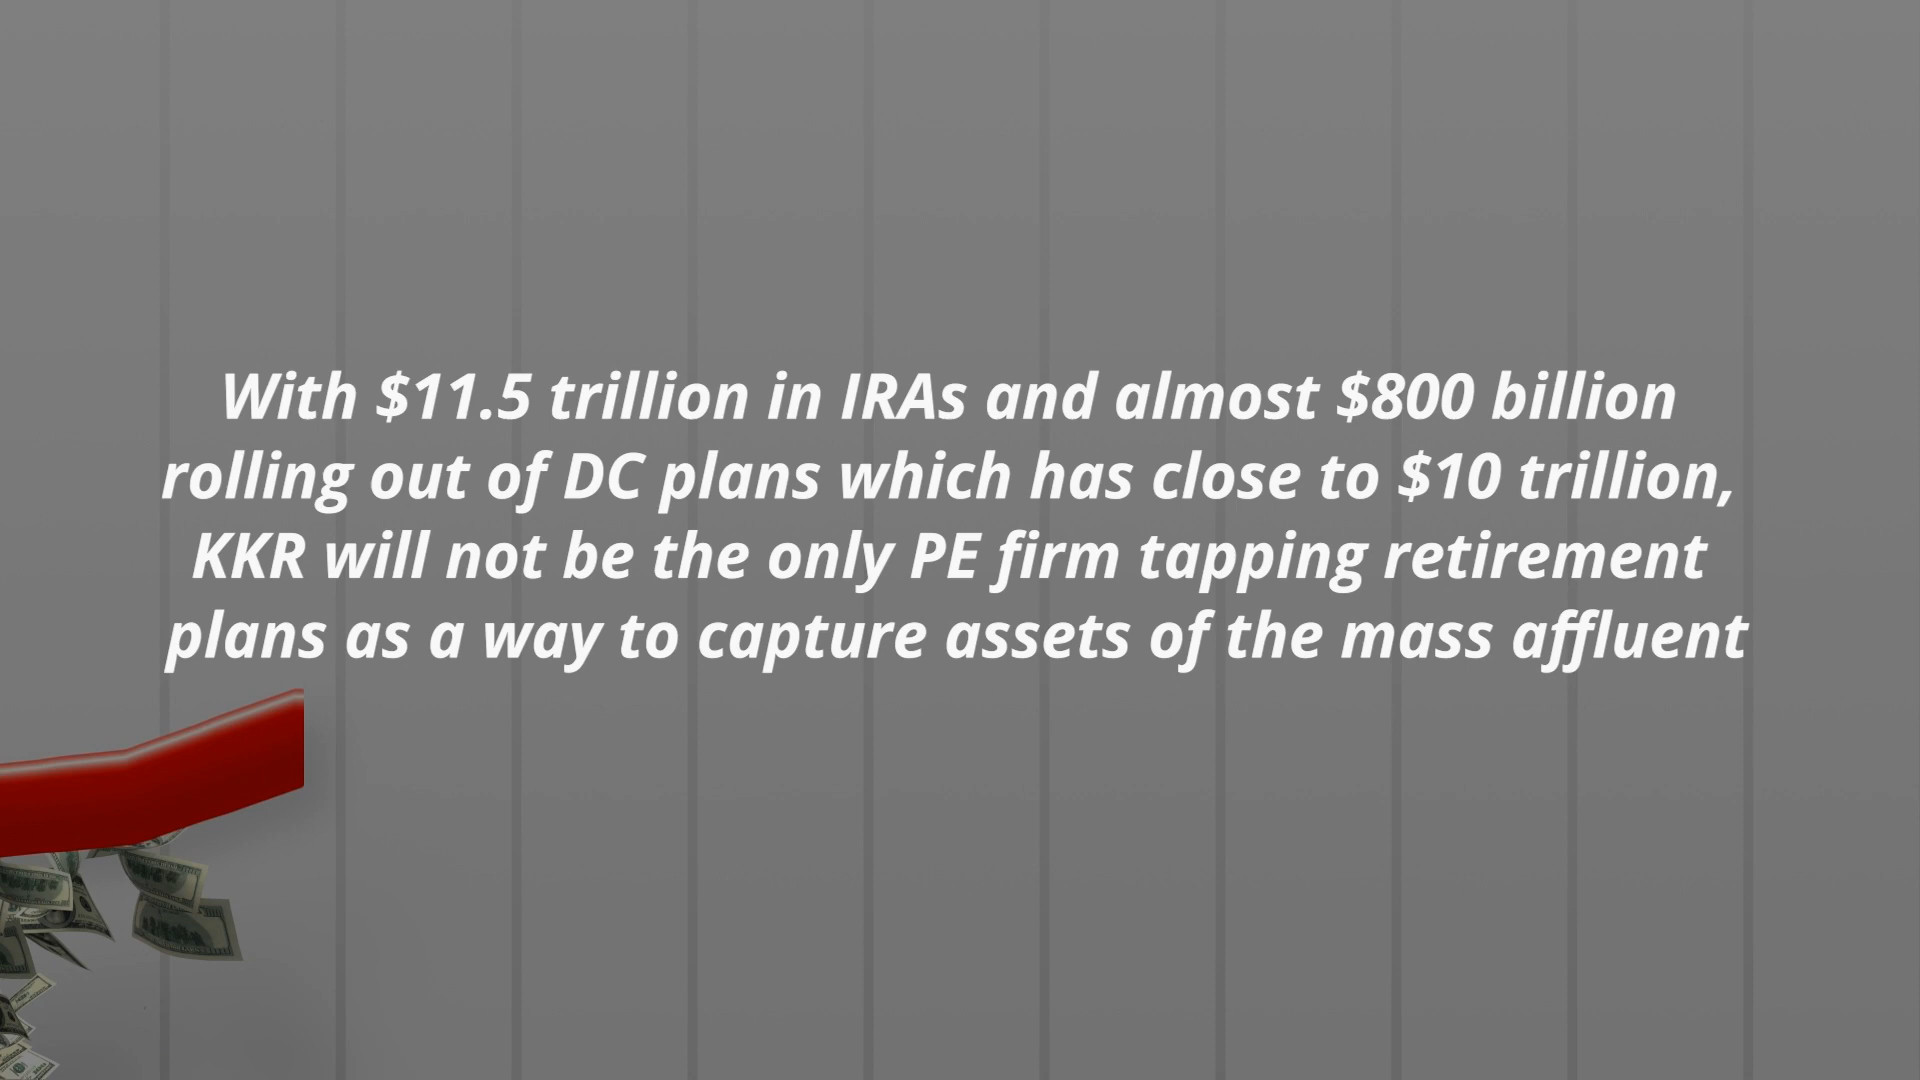 With $11.5 trillion in IRAs and almost $800 billion
rolling out of DC plans which has close to $10 trillion,
KKR will not be the only PE firm tapping retirement
plans as a way to capture assets of the mass affluent